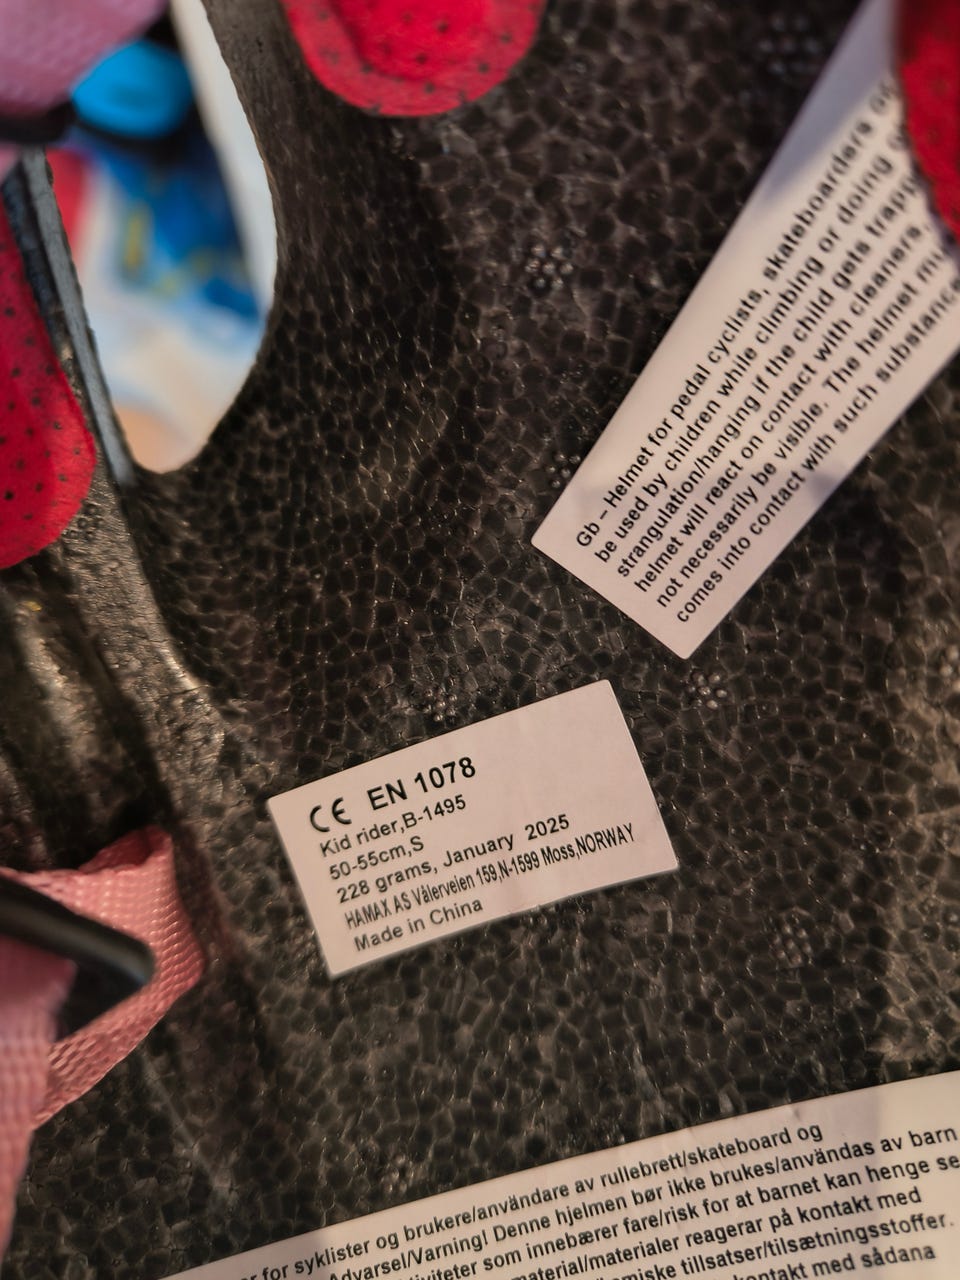 Gb – Helmet for pedal cyclists, skateboarders
be used by children while climbing or doing
strangulation/hanging if the child gets
helmet will react on contact with cleaners,
not necessarily be visible. The helmet
comes into contact with such
CE EN 1078
Kid rider,B-1495
50-55cm,S
228 grams, January 2025
HAMAX AS Vålerveien 159,N-1599 Moss,NORWAY
Made in China
for syklister og brukere/användare av rullebrett/skateboard og
Advarsel/Varning! Denne hjelmen bør ikke brukes/användas av barn
som innebærer fare/risk for at barnet kan henge
material/materialer reagerar på kontakt med
tillsatser/tilsætningsstoffer.
kontakt med sådana